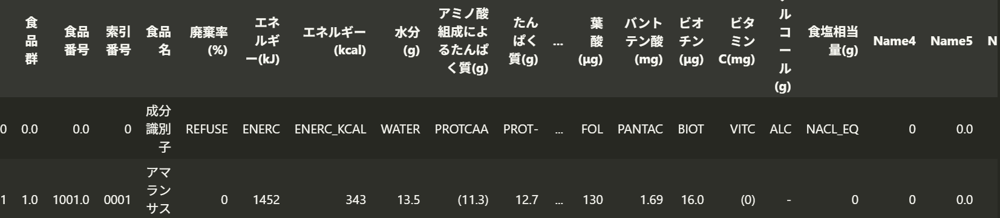 食
品
群
食品
番号
索引
番号
食品
名
廃棄率
(%)
エネ
ルギ
ー(kJ)
エネルギー
(kcal)
水分
(g)
アミノ酸
組成によ
るたんぱ
く質(g)
たん
ぱく
質(g)
...
葉
酸
(μg)
パント
テン酸
(mg)
ビオ
チン
(μg)
ビタ
ミン
C(mg)
ル
コ
ー
ル
(g)
食塩相当
量(g)
Name4
Name5
N
0 0.0 0.0 0
成分
識別
子
REFUSE ENERC ENERC_KCAL WATER PROTCAA PROT- ... FOL PANTAC BIOT VITC ALC NACL_EQ 0 0.0
1 1.0 1001.0 0001
アマ
ラン
サス
0 1452 343 13.5 (11.3) 12.7 ... 130 1.69 16.0 (0) - 0 0 0.0